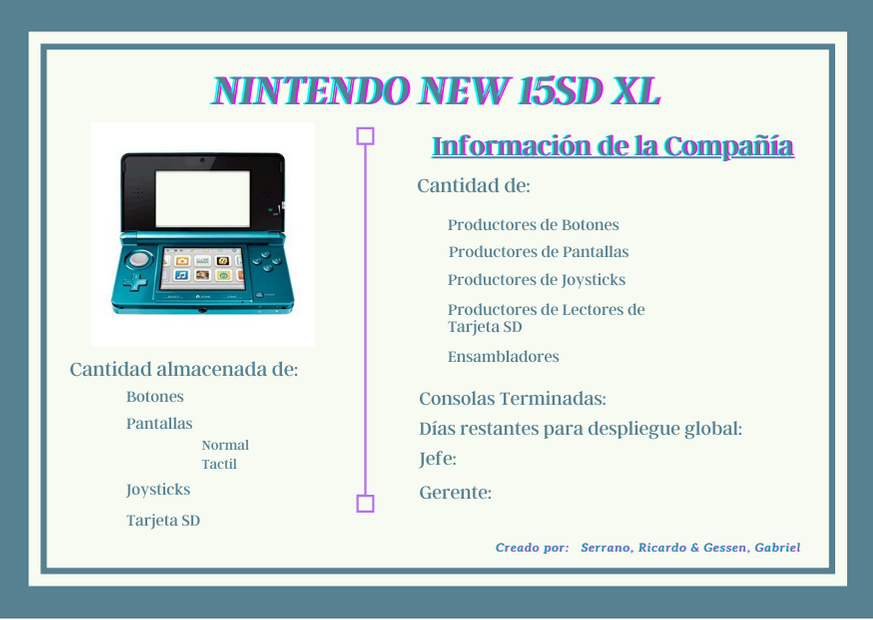 NINTENDO NEW 15SD XL
Cantidad almacenada de:
Botones
Pantallas
Normal
Tactil
Joysticks
Tarjeta SD
Información de la Compañía
Cantidad de:
Productores de Botones
Productores de Pantallas
Productores de Joysticks
Productores de Lectores de
Tarjeta SD
Ensambladores
Consolas Terminadas:
Días restantes para despliegue global:
Jefe:
Gerente:
Creado por: Serrano, Ricardo & Gessen, Gabriel